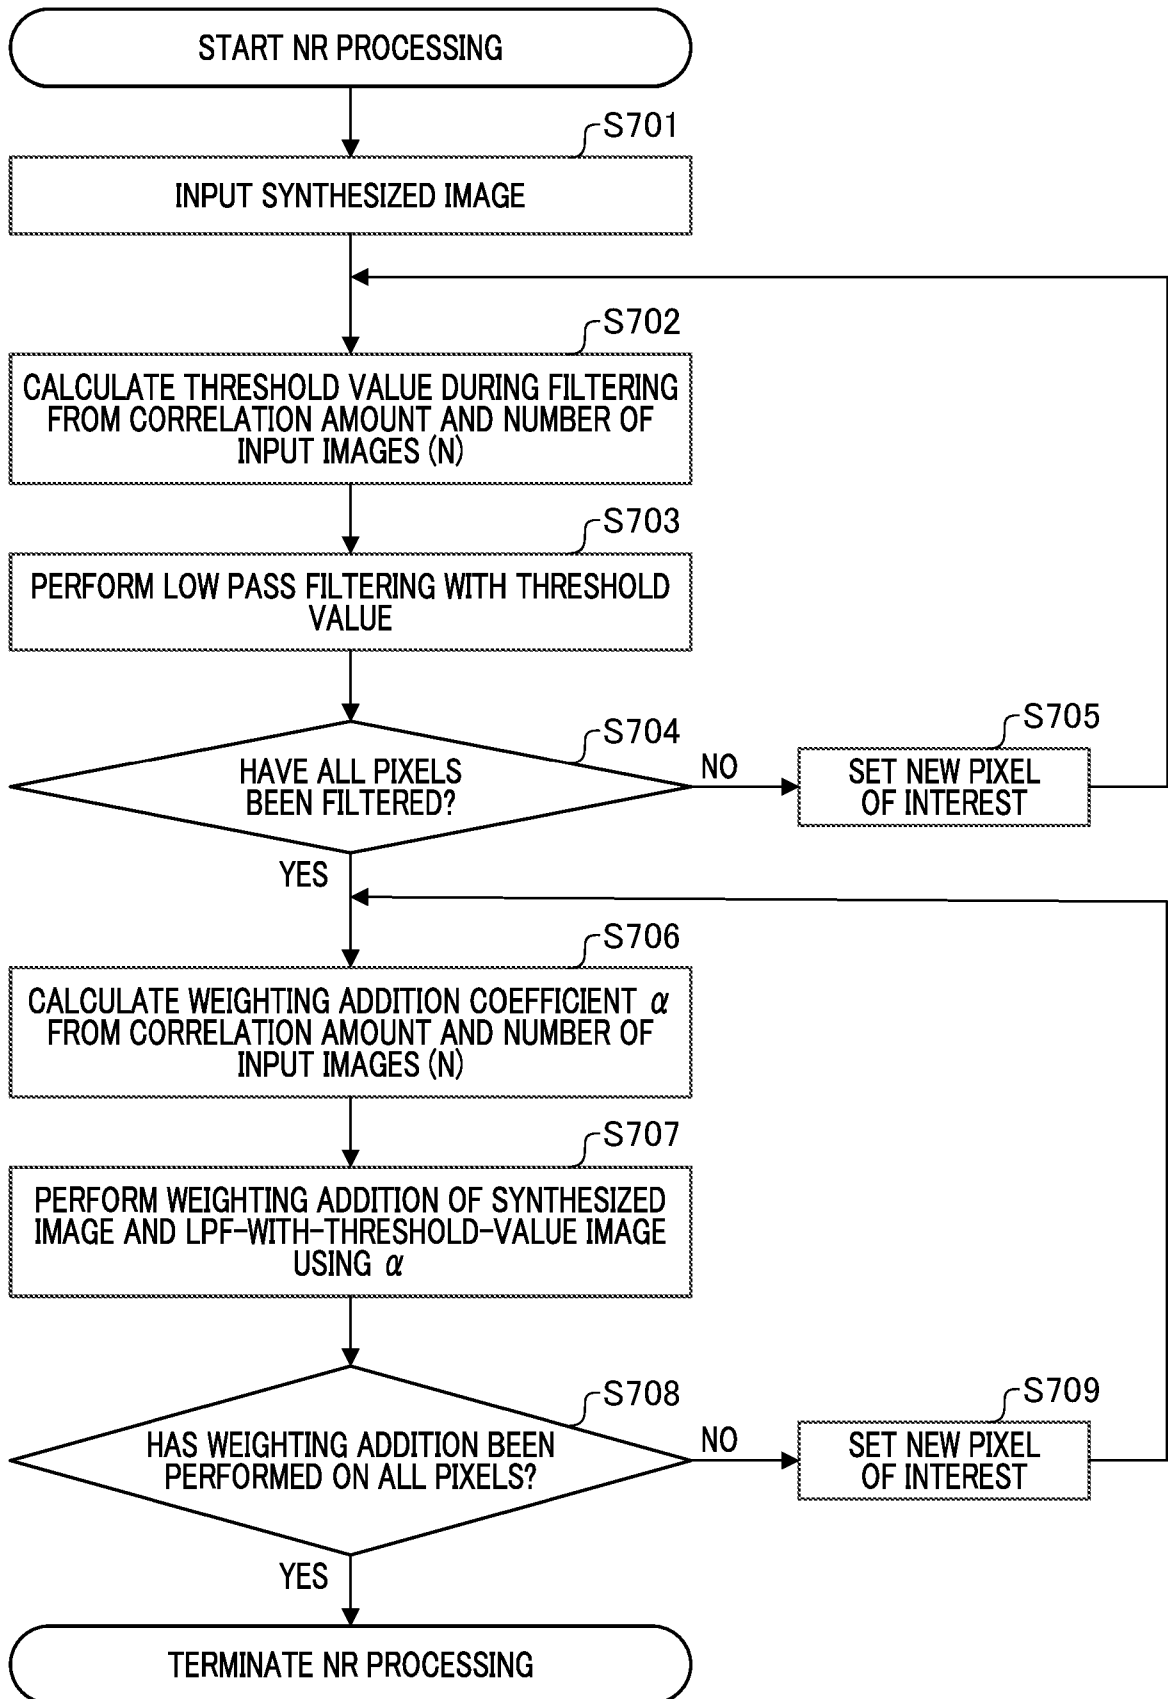 START NR PROCESSING
S701
INPUT SYNTHESIZED IMAGE
S702
CALCULATE THRESHOLD VALUE DURING FILTERING
FROM CORRELATION AMOUNT AND NUMBER OF
INPUT IMAGES (N)
S703
PERFORM LOW PASS FILTERING WITH THRESHOLD
VALUE
S704
HAVE ALL PIXELS
BEEN FILTERED?
NO
S705
SET NEW PIXEL
OF INTEREST
YES
S706
CALCULATE WEIGHTING ADDITION COEFFICIENT α
FROM CORRELATION AMOUNT AND NUMBER OF
INPUT IMAGES (N)
S707
PERFORM WEIGHTING ADDITION OF SYNTHESIZED
IMAGE AND LPF-WITH-THRESHOLD-VALUE IMAGE
USING α
S708
HAS WEIGHTING ADDITION BEEN
PERFORMED ON ALL PIXELS?
NO
S709
SET NEW PIXEL
OF INTEREST
YES
TERMINATE NR PROCESSING